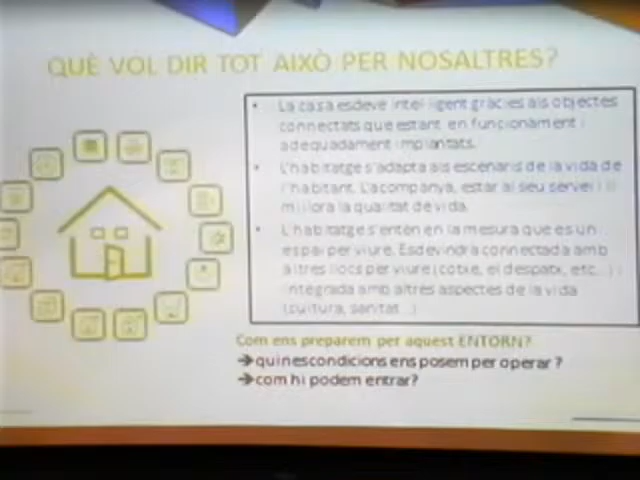 QUÈ VOL DIR TOT AIXÒ PER NOSALTRES?
• La casa esdevé intel·ligent gràcies als objectes
connectats que estan en funcionament i
adequadament implantats.
• L'habitatge s'adapta als escenaris de la vida de
l'habitant. L'acompanya, estar al seu servei i li
millora la qualitat de vida.
• L'habitatge s'entén en la mesura que és un
espai per viure. Esdevindrà connectada amb
altres llocs per viure (cotxe, el despatx, etc...) i
integrada amb altres aspectes de la vida
(cultura, sanitat...)
Com ens preparem per aquest ENTORN?
➔quines condicions ens posem per operar?
➔com hi podem entrar?